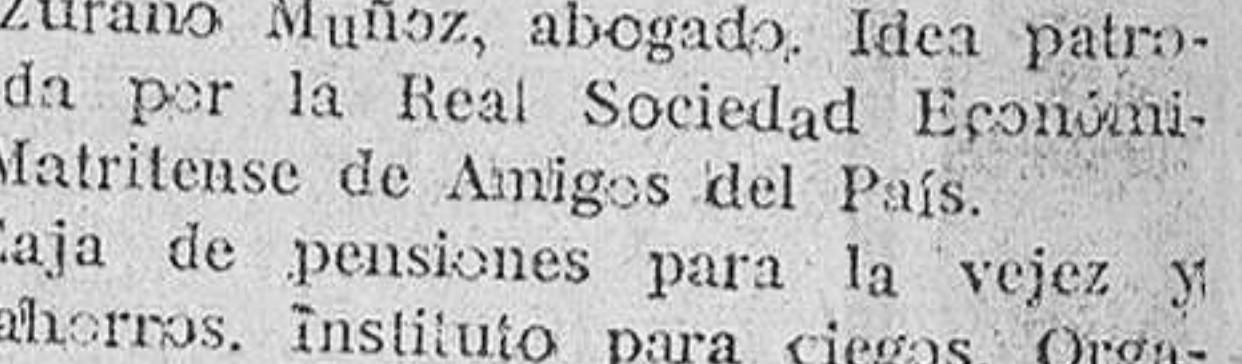 Zurano Muñoz, abogado. Idea patro-
da por la Real Sociedad Económi-
Matritense de Amigos del País.
Caja de pensiones para la vejez y
ahorros. Instituto para ciegos Orga-